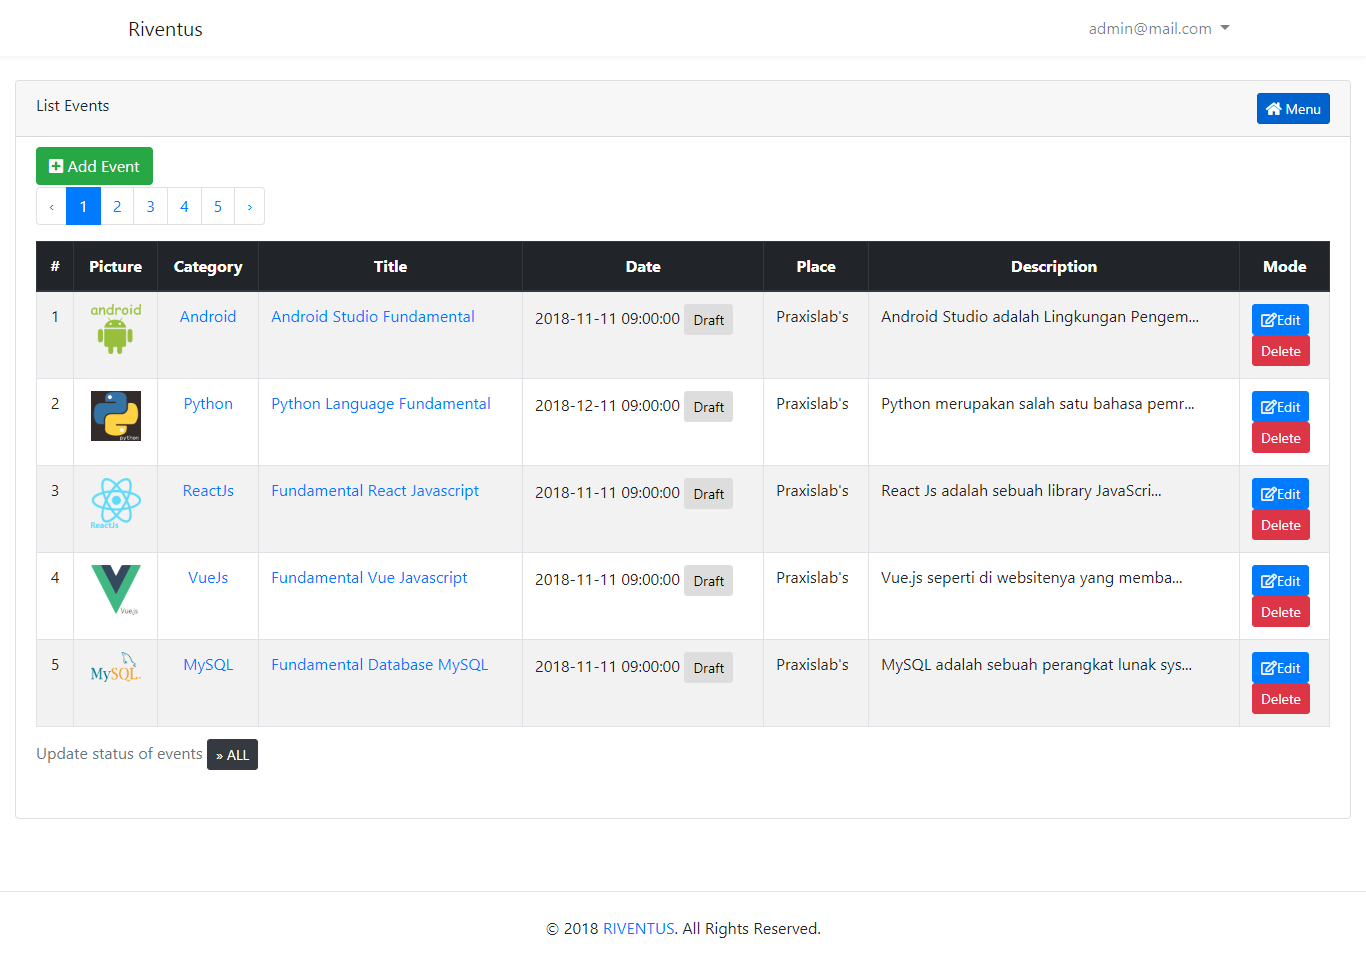 Riventus
admin@mail.com
List Events
Menu
Add Event
‹ 1 2 3 4 5 ›
# Picture Category Title Date Place Description Mode
1 android Android Android Studio Fundamental 2018-11-11 09:00:00 Draft Praxislab's Android Studio adalah Lingkungan Pengem... Edit
Delete
2 python Python Python Language Fundamental 2018-12-11 09:00:00 Draft Praxislab's Python merupakan salah satu bahasa pemr... Edit
Delete
3 ReactJs ReactJs Fundamental React Javascript 2018-11-11 09:00:00 Draft Praxislab's React Js adalah sebuah library JavaScri... Edit
Delete
4 Vue.js VueJs Fundamental Vue Javascript 2018-11-11 09:00:00 Draft Praxislab's Vue.js seperti di websitenya yang memba... Edit
Delete
5 MySQL MySQL Fundamental Database MySQL 2018-11-11 09:00:00 Draft Praxislab's MySQL adalah sebuah perangkat lunak sys... Edit
Delete
Update status of events » ALL
© 2018 RIVENTUS. All Rights Reserved.